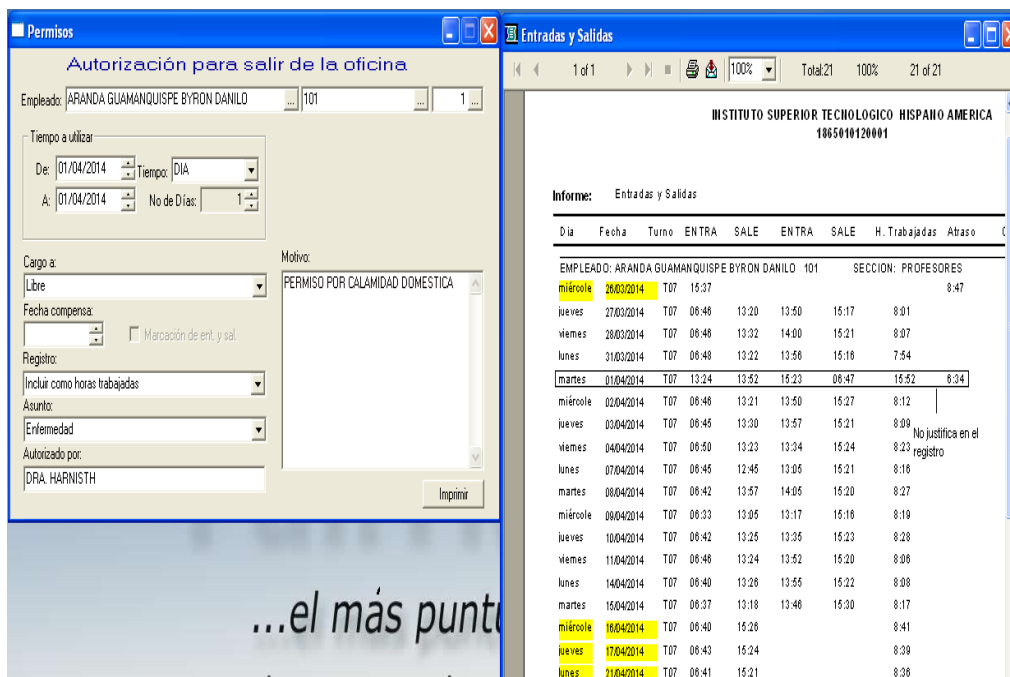 Permisos
Autorización para salir de la oficina
Empleado: ARANDA GUAMANQUISPE BYRON DANILO ... 101 ... 1 ...
Tiempo a utilizar
De: 01/04/2014 Tiempo: DIA
A: 01/04/2014 No de Días: 1
Cargo a:
Libre
Fecha compensa:
Marcación de ent. y sal.
Registro:
Incluir como horas trabajadas
Asunto:
Enfermedad
Autorizado por:
DRA. HARNISTH
Motivo:
PERMISO POR CALAMIDAD DOMESTICA
Imprimir
...el más
Entradas y Salidas
1 of 1 100% Total:21 100% 21 of 21
INSTITUTO SUPERIOR TECNOLOGICO HISPANO AMERICA
1865010120001
Informe: Entradas y Salidas
Dia Fecha Turno ENTRA SALE ENTRA SALE H. Trabajadas Atraso
EMPLEADO: ARANDA GUAMANQUISPE BYRON DANILO 101 SECCION: PROFESORES
miércole 26/03/2014 T07 15:37 8:47
jueves 27/03/2014 T07 06:46 13:20 13:50 15:17 8:01
viernes 28/03/2014 T07 06:46 13:32 14:00 15:21 8:07
lunes 31/03/2014 T07 06:48 13:22 13:56 15:16 7:54
martes 01/04/2014 T07 13:24 13:52 15:23 06:47 15:52 6:34
miércole 02/04/2014 T07 06:46 13:21 13:50 15:27 8:12
jueves 03/04/2014 T07 06:45 13:30 13:57 15:21 8:09
No justifica en el
registro
viernes 04/04/2014 T07 06:50 13:23 13:34 15:24 8:23
lunes 07/04/2014 T07 06:45 12:45 13:05 15:21 8:16
martes 08/04/2014 T07 06:42 13:57 14:05 15:20 8:27
miércole 09/04/2014 T07 06:33 13:05 13:17 15:16 8:19
jueves 10/04/2014 T07 06:42 13:25 13:35 15:23 8:28
viernes 11/04/2014 T07 06:46 13:24 13:52 15:20 8:06
lunes 14/04/2014 T07 06:40 13:26 13:55 15:22 8:08
martes 15/04/2014 T07 06:37 13:18 13:46 15:30 8:17
miércole 16/04/2014 T07 06:40 15:26 8:41
jueves 17/04/2014 T07 06:43 15:24 8:39
lunes 21/04/2014 T07 06:41 15:21 8:36